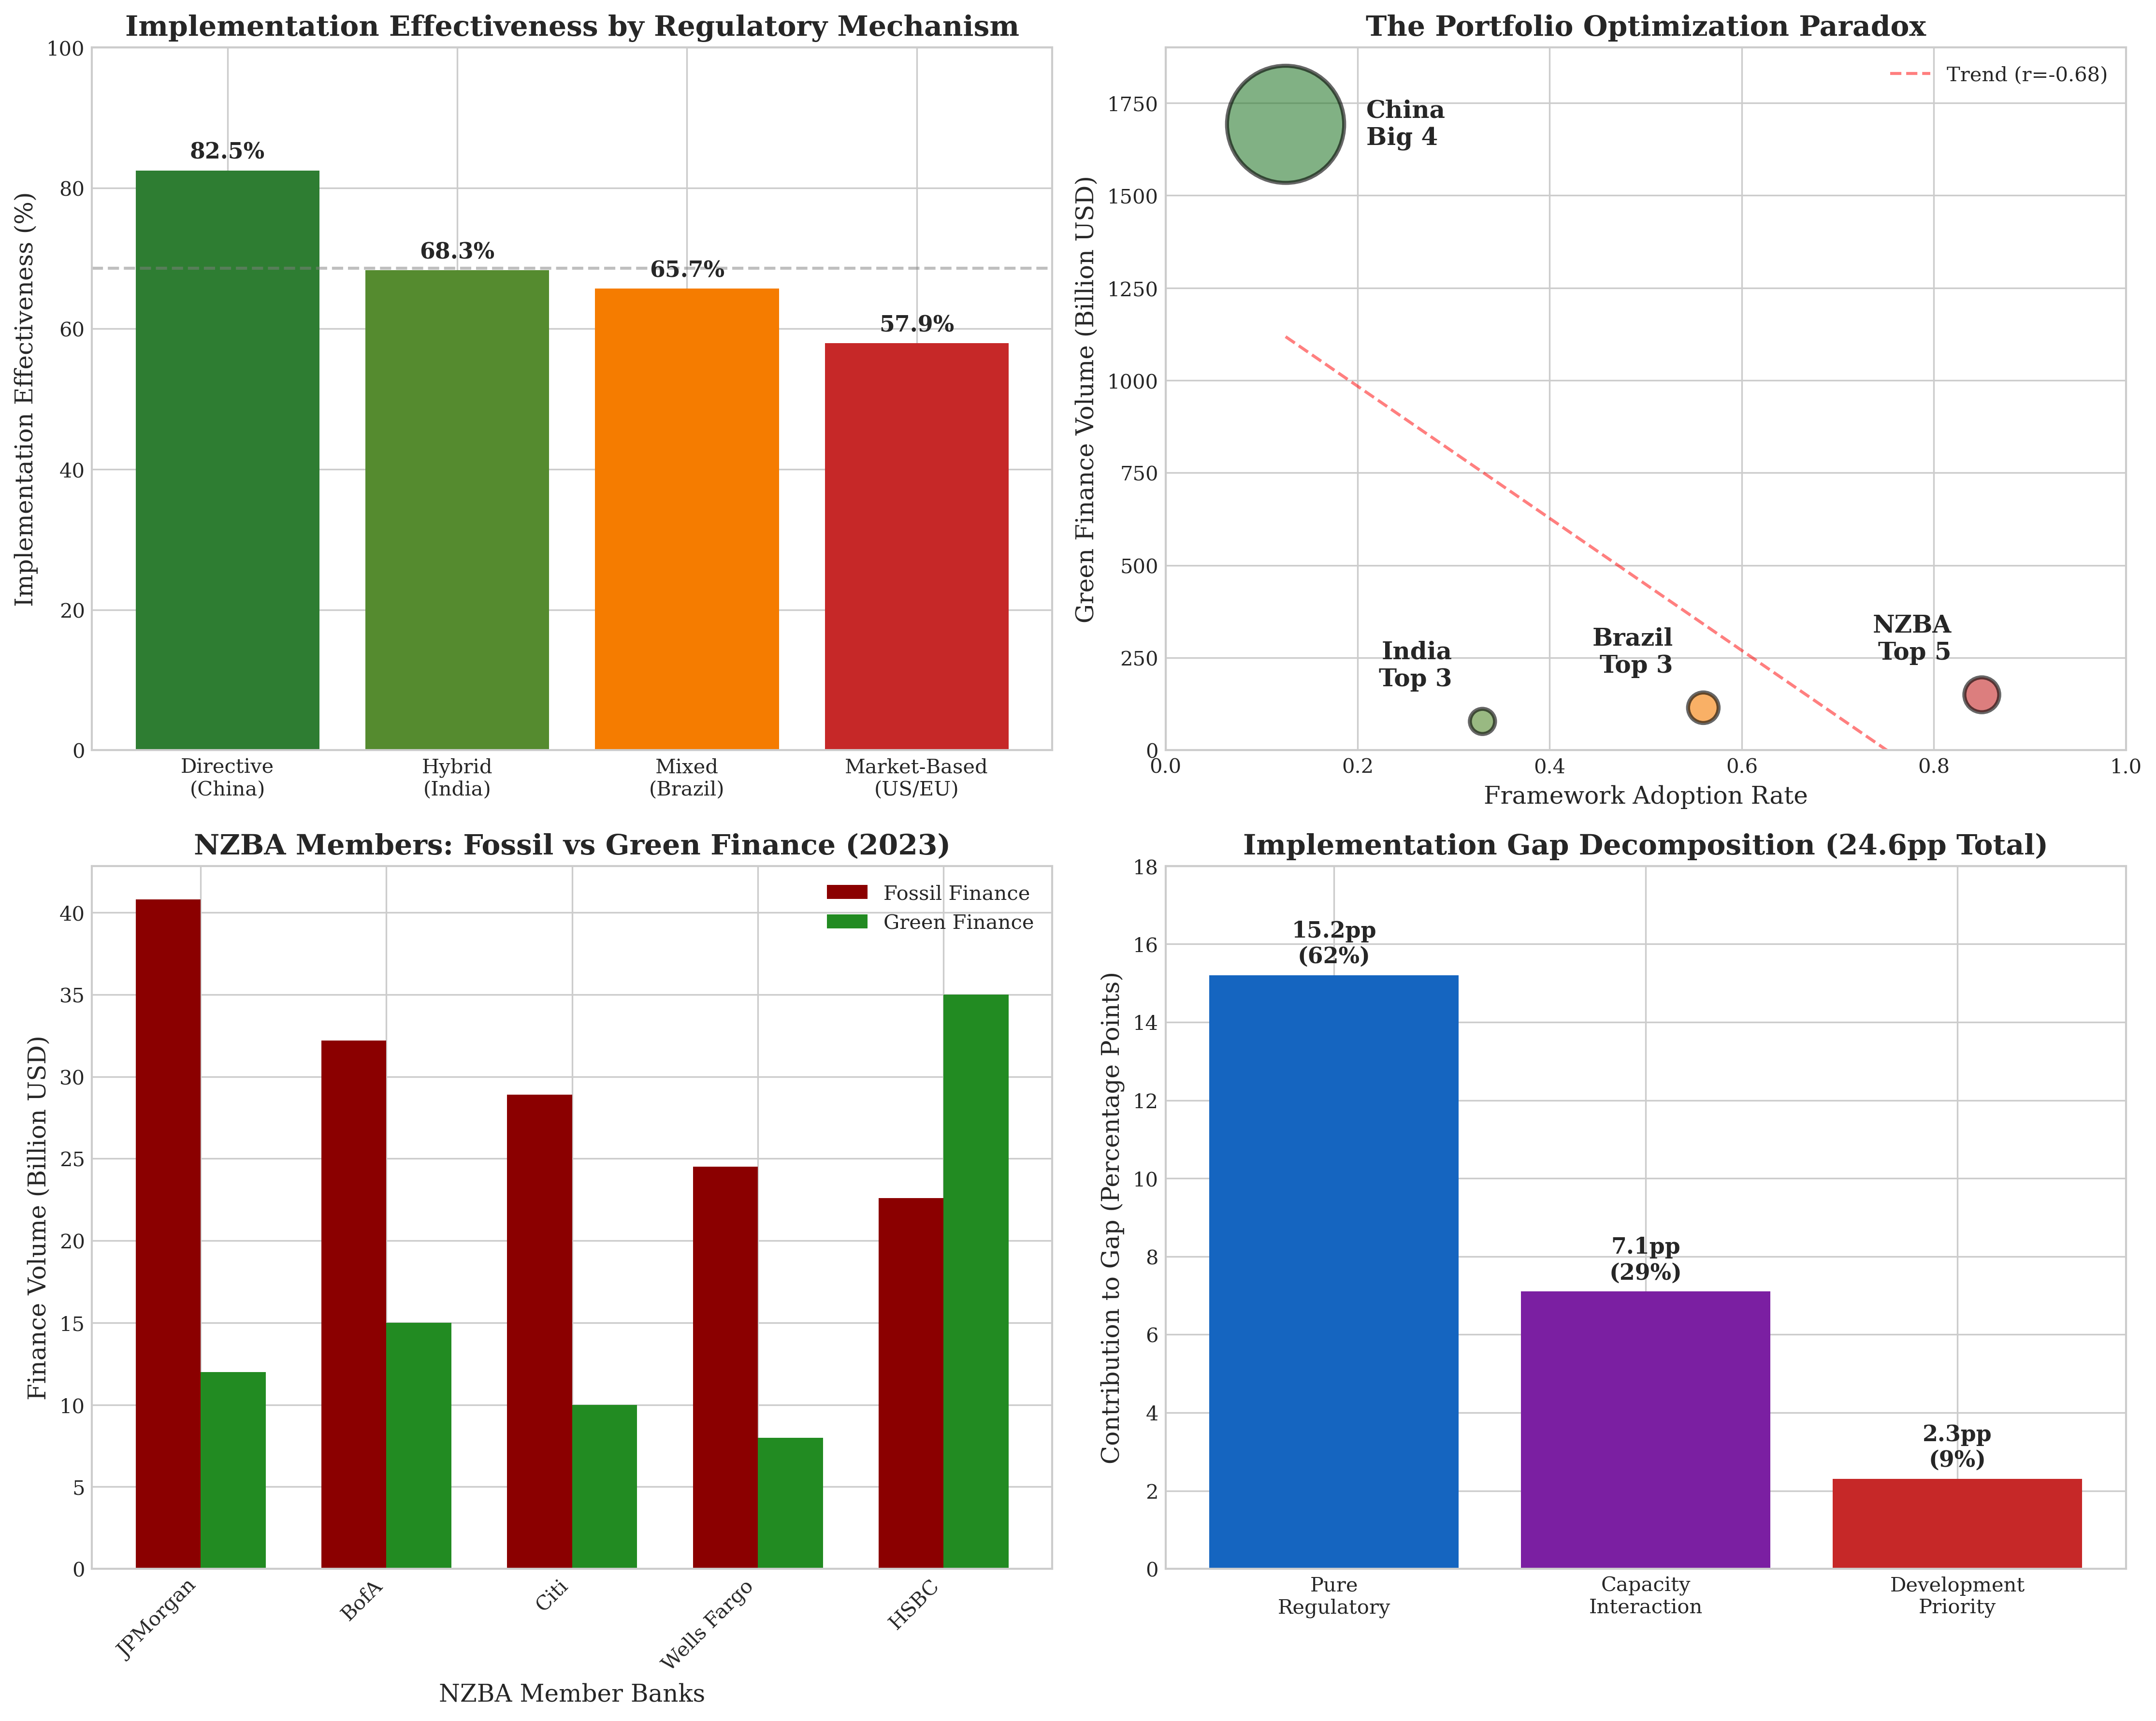 Implementation Effectiveness by Regulatory Mechanism
Implementation Effectiveness (%)
100
80
60
40
20
0
82.5%
68.3%
65.7%
57.9%
Directive
(China)
Hybrid
(India)
Mixed
(Brazil)
Market-Based
(US/EU)
The Portfolio Optimization Paradox
Green Finance Volume (Billion USD)
1750
1500
1250
1000
750
500
250
0
Trend (r=-0.68)
China
Big 4
India
Top 3
Brazil
Top 3
NZBA
Top 5
0.0
0.2
0.4
0.6
0.8
1.0
Framework Adoption Rate
NZBA Members: Fossil vs Green Finance (2023)
Finance Volume (Billion USD)
40
35
30
25
20
15
10
5
0
Fossil Finance
Green Finance
JPMorgan
BofA
Citi
Wells Fargo
HSBC
NZBA Member Banks
Implementation Gap Decomposition (24.6pp Total)
Contribution to Gap (Percentage Points)
18
16
14
12
10
8
6
4
2
0
15.2pp
(62%)
7.1pp
(29%)
2.3pp
(9%)
Pure
Regulatory
Capacity
Interaction
Development
Priority